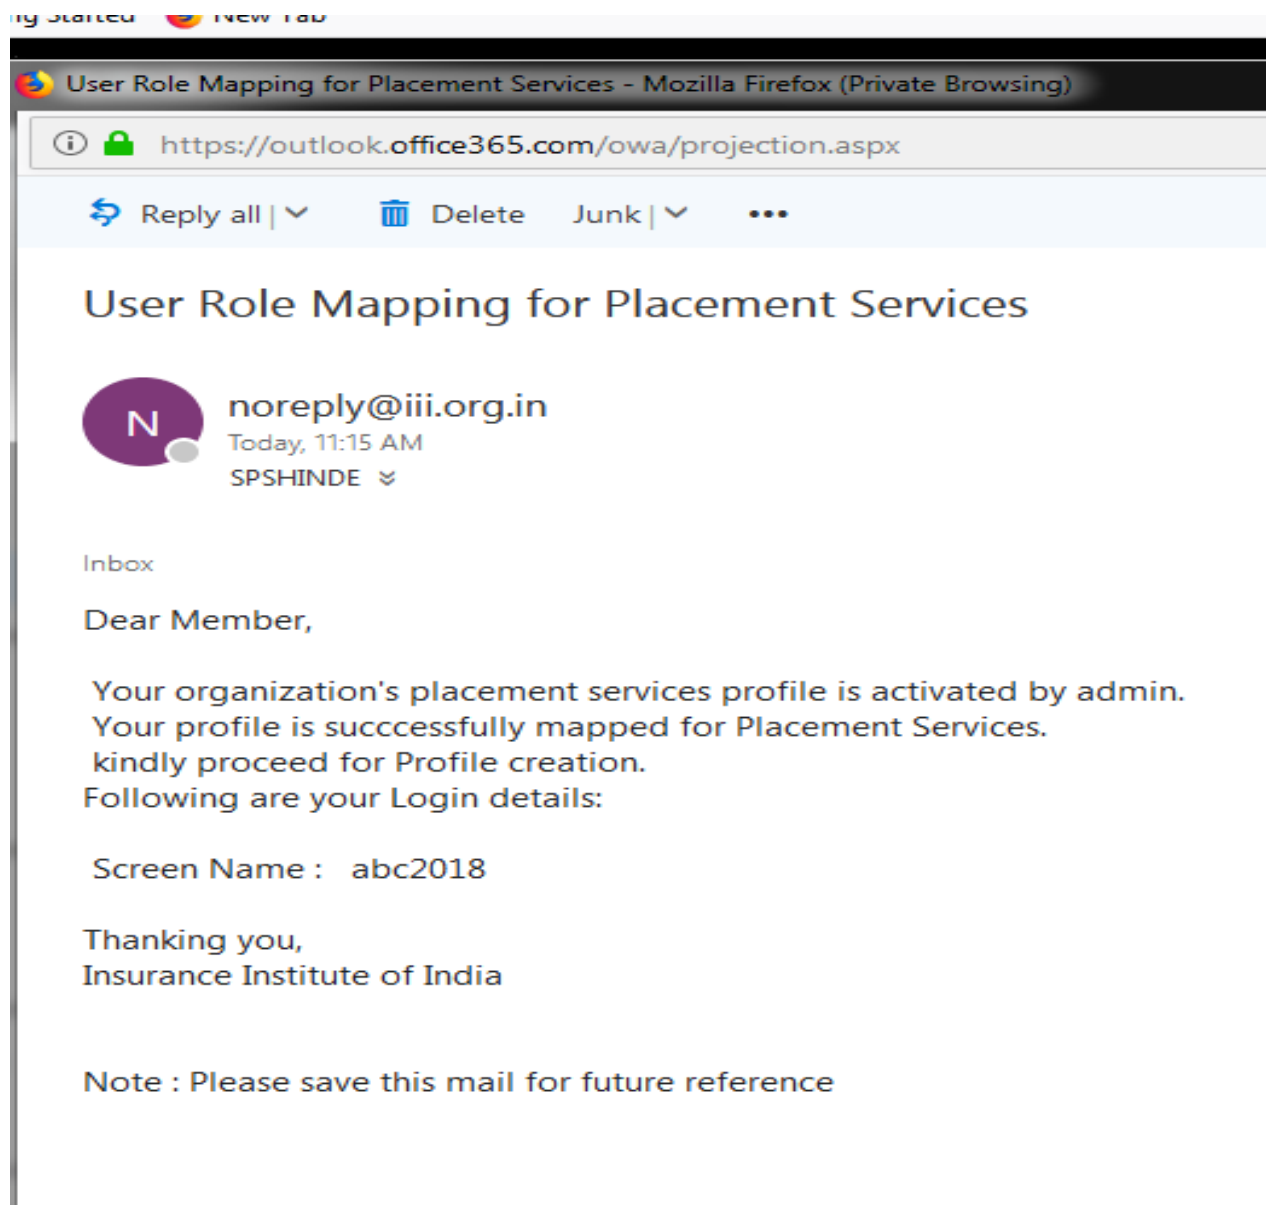 New Tab
User Role Mapping for Placement Services - Mozilla Firefox (Private Browsing)
https://outlook.office365.com/owa/projection.aspx
Reply all | Delete Junk | •••
User Role Mapping for Placement Services
N
noreply@iii.org.in
Today, 11:15 AM
SPSHINDE
Inbox
Dear Member,
Your organization's placement services profile is activated by admin.
Your profile is succcessfully mapped for Placement Services.
kindly proceed for Profile creation.
Following are your Login details:
Screen Name : abc2018
Thanking you,
Insurance Institute of India
Note : Please save this mail for future reference